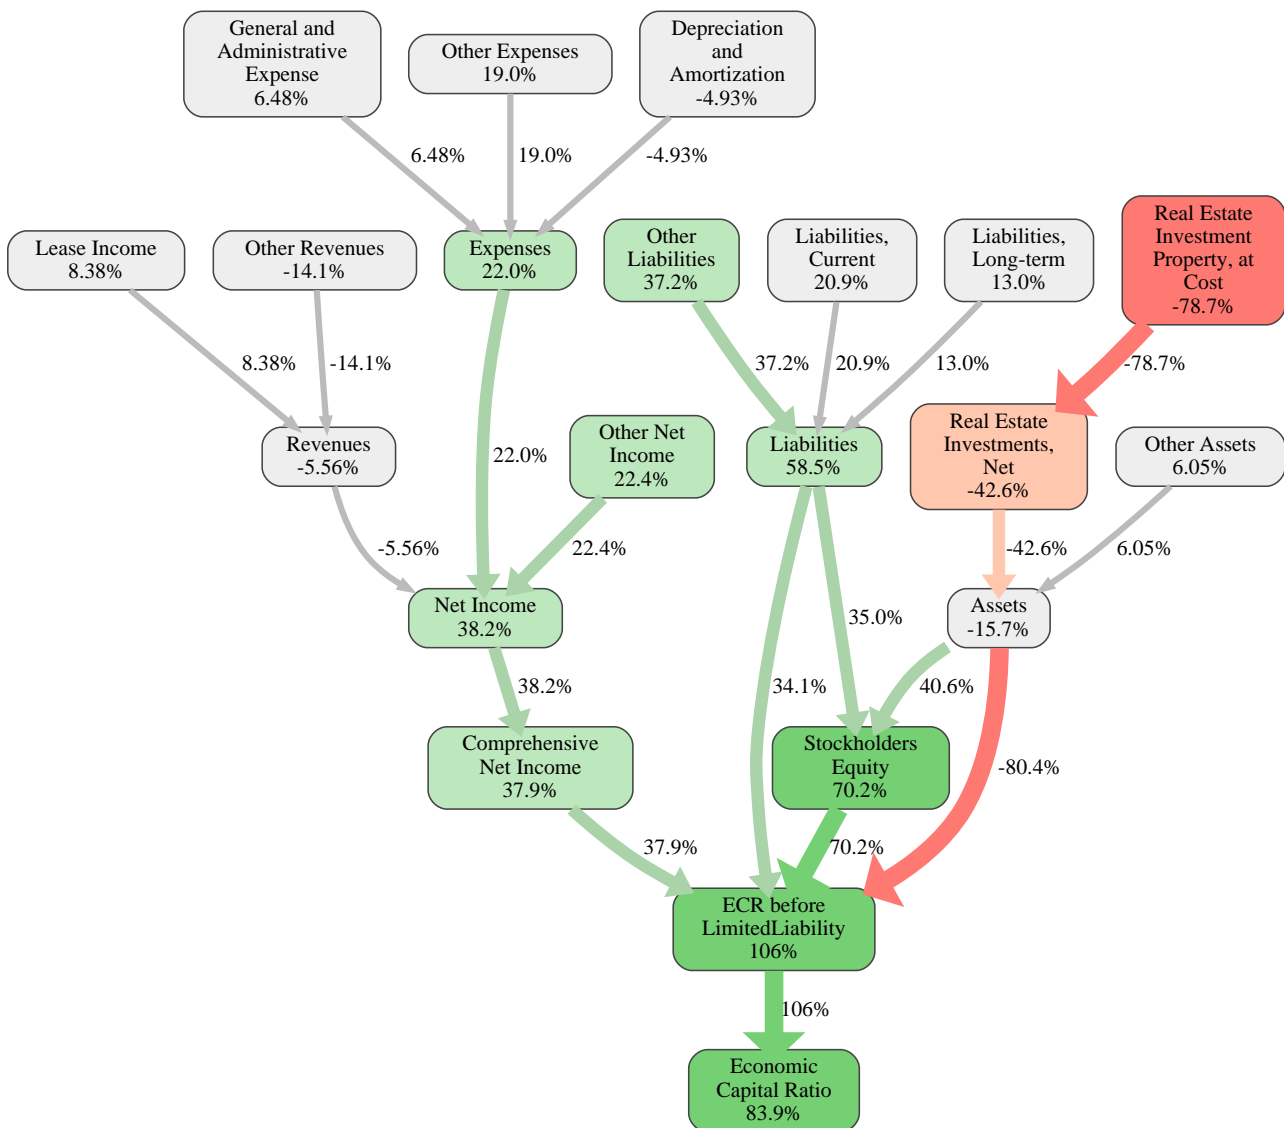 General and
Administrative
Expense
6.48%
Other Expenses
19.0%
Depreciation
and
Amortization
-4.93%
6.48%
19.0%
-4.93%
Lease Income
8.38%
Other Revenues
-14.1%
Expenses
22.0%
Other
Liabilities
37.2%
Liabilities,
Current
20.9%
Liabilities,
Long-term
13.0%
Real Estate
Investment
Property, at
Cost
-78.7%
8.38%
-14.1%
37.2%
20.9%
13.0%
-78.7%
Revenues
-5.56%
22.0%
Other Net
Income
22.4%
Liabilities
58.5%
Real Estate
Investments,
Net
-42.6%
Other Assets
6.05%
-5.56%
22.4%
-42.6%
6.05%
Net Income
38.2%
35.0%
Assets
-15.7%
38.2%
34.1%
40.6%
Comprehensive
Net Income
37.9%
Stockholders
Equity
70.2%
-80.4%
37.9%
70.2%
ECR before
LimitedLiability
106%
106%
Economic
Capital Ratio
83.9%